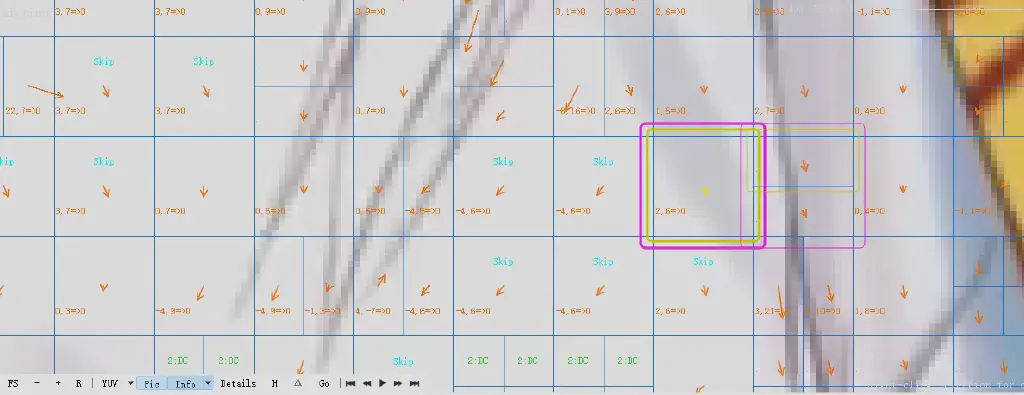 3,7=>0 3,7=>0 0,9=>0 0,9=>0 0,1=>0 3,9=>0 2,6=>0 -1,1=>0
Skip Skip
22,7=>0 3,7=>0 3,7=>0 0,7=>0 -8,16=>0 2,6=>0 1,5=>0 2,7=>0 0,4=>0
Skip Skip Skip Skip
3,7=>0 3,7=>0 0,5=>0 0,5=>0 -4,6=>0 -4,6=>0 2,6=>0 0,4=>0 -1,1=>0
Skip Skip Skip
0,3=>0 -4,9=>0 -4,9=>0 -4,6=>0 -4,6=>0 -4,6=>0 2,6=>0 1,8=>0
2:DC 2:DC Skip 2:DC 2:DC 2:DC 2:DC
FS - + R YUV Pic Info Details H Go